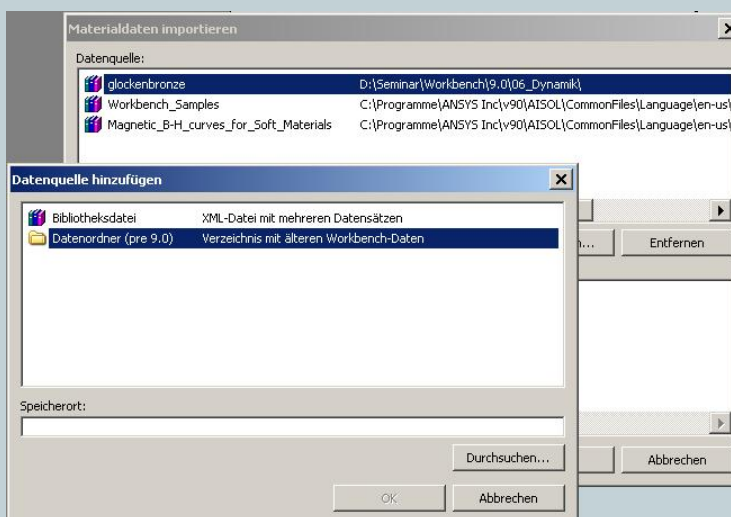 Materialdaten importieren
Datenquelle:
glockenbronze D:\Seminar\Workbench\9.0\06_Dynamik\
Workbench_Samples C:\Programme\ANSYS Inc\v90\AISOL\CommonFiles\Language\en-us\
Magnetic_B-H_curves_for_Soft_Materials C:\Programme\ANSYS Inc\v90\AISOL\CommonFiles\Language\en-us\
Entfernen
Abbrechen
Datenquelle hinzufügen
Bibliotheksdatei XML-Datei mit mehreren Datensätzen
Datenordner (pre 9.0) Verzeichnis mit älteren Workbench-Daten
Speicherort:
Durchsuchen...
OK
Abbrechen